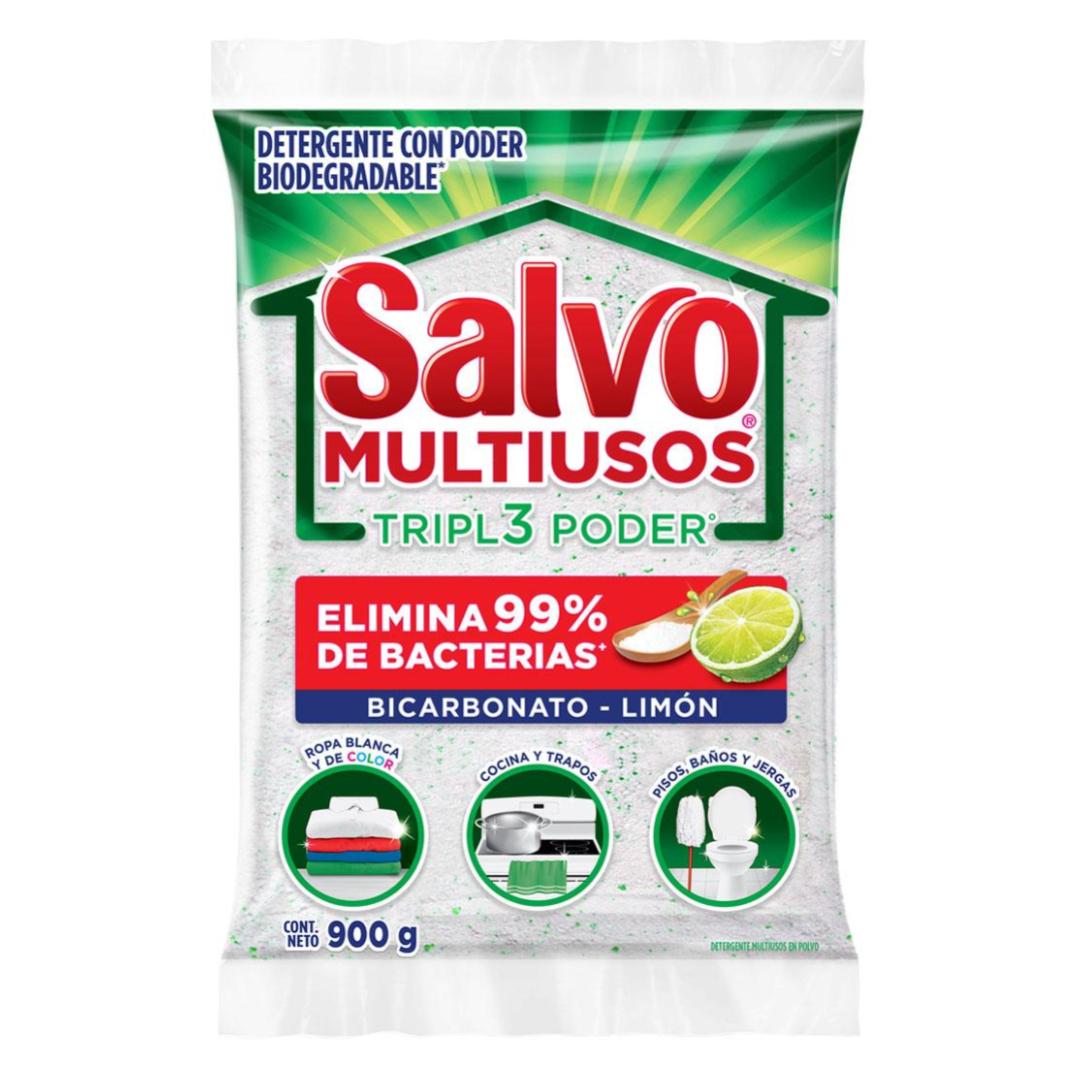 DETERGENTE CON PODER
BIODEGRADABLE*
Salvo®
MULTIUSOS
TRIPL3 PODER°
ELIMINA 99%
DE BACTERIAS+
BICARBONATO - LIMÓN
ROPA BLANCA
Y DE COLOR
COCINA Y TRAPOS
PISOS, BAÑOS Y JERGAS
CONT.
NETO 900 g
DETERGENTE MULTIUSOS EN POLVO